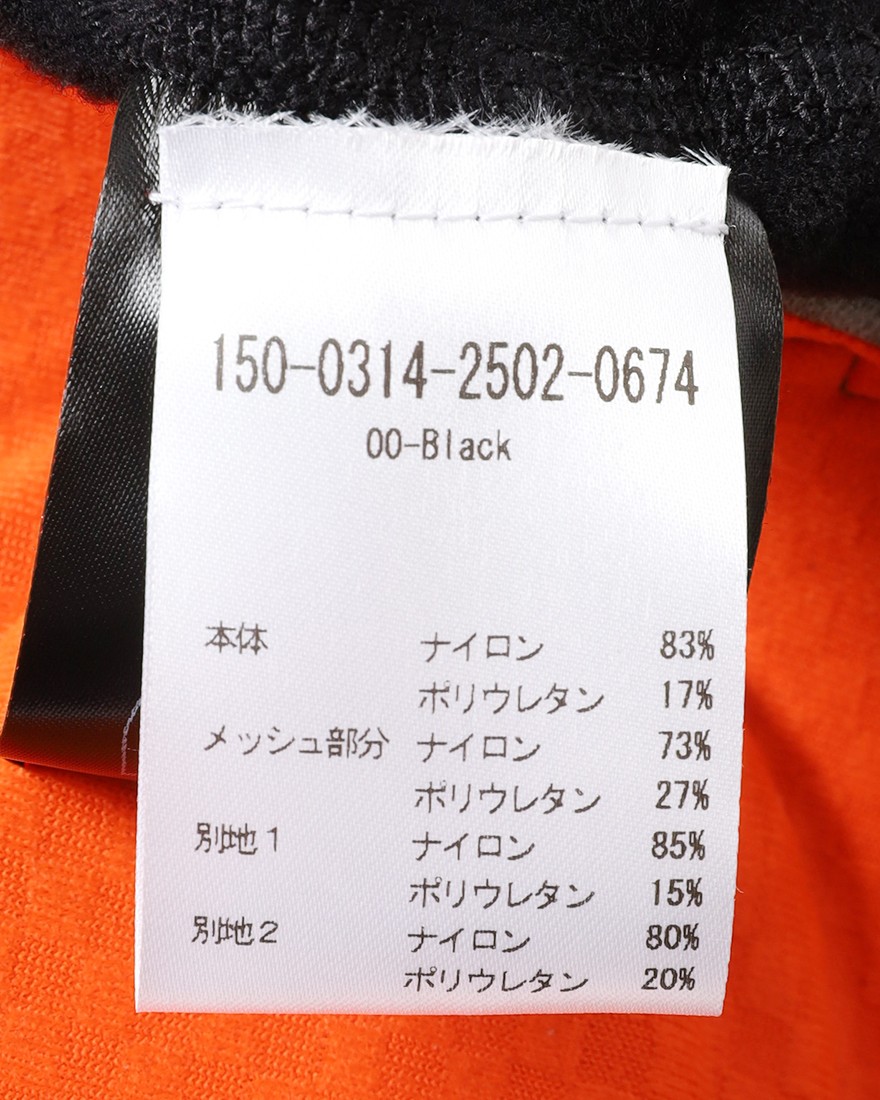 150-0314-2502-0674
00-Black
本体 ナイロン 83%
ポリウレタン 17%
メッシュ部分 ナイロン 73%
ポリウレタン 27%
別地1 ナイロン 85%
ポリウレタン 15%
別地2 ナイロン 80%
ポリウレタン 20%